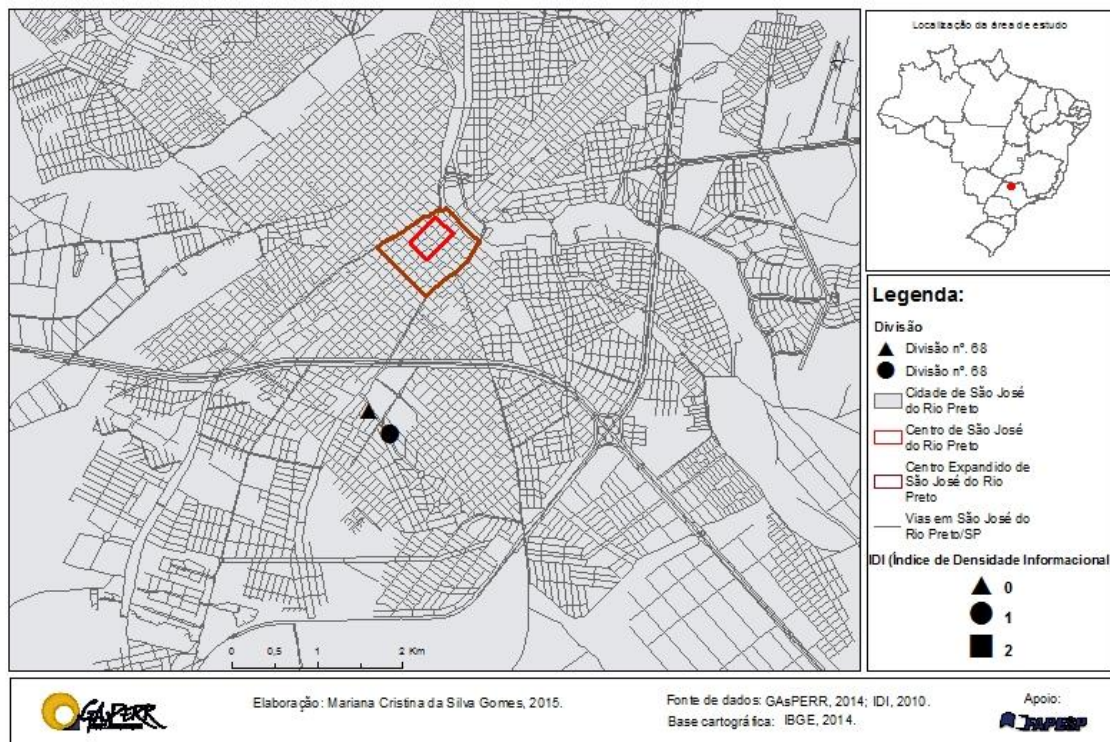 Localização da área de estudo
Legenda:
Divisão
Divisão nº. 68
Divisão nº. 68
Cidade de São José
do Rio Preto
Centro de São José
do Rio Preto
Centro Expandido de
São José do Rio
Preto
Vias em São José do
Rio Preto/SP
IDI (Índice de Densidade Informacional
0
1
2
0 0,5 1 2 Km
GAsPERR
Elaboração: Mariana Cristina da Silva Gomes, 2015.
Fonte de dados: GAsPERR, 2014; IDI, 2010.
Base cartográfica: IBGE, 2014.
Apoio:
FAPESP